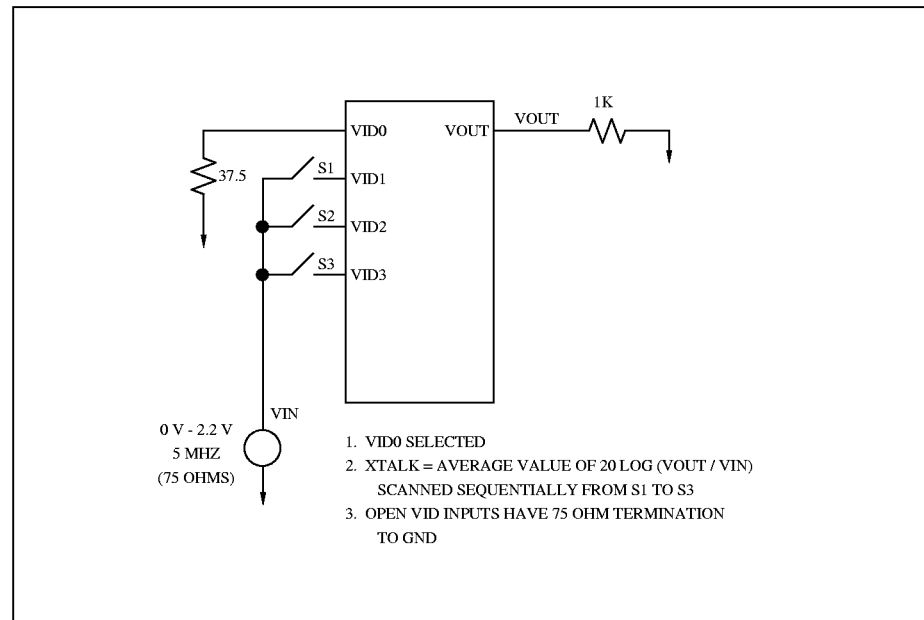 1K
VID0
VOUT
VOUT
37.5
S1
VID1
S2
VID2
S3
VID3
VIN
0 V - 2.2 V
5 MHZ
(75 OHMS)
1. VID0 SELECTED
2. XTALK = AVERAGE VALUE OF 20 LOG (VOUT / VIN)
SCANNED SEQUENTIALLY FROM S1 TO S3
3. OPEN VID INPUTS HAVE 75 OHM TERMINATION
TO GND